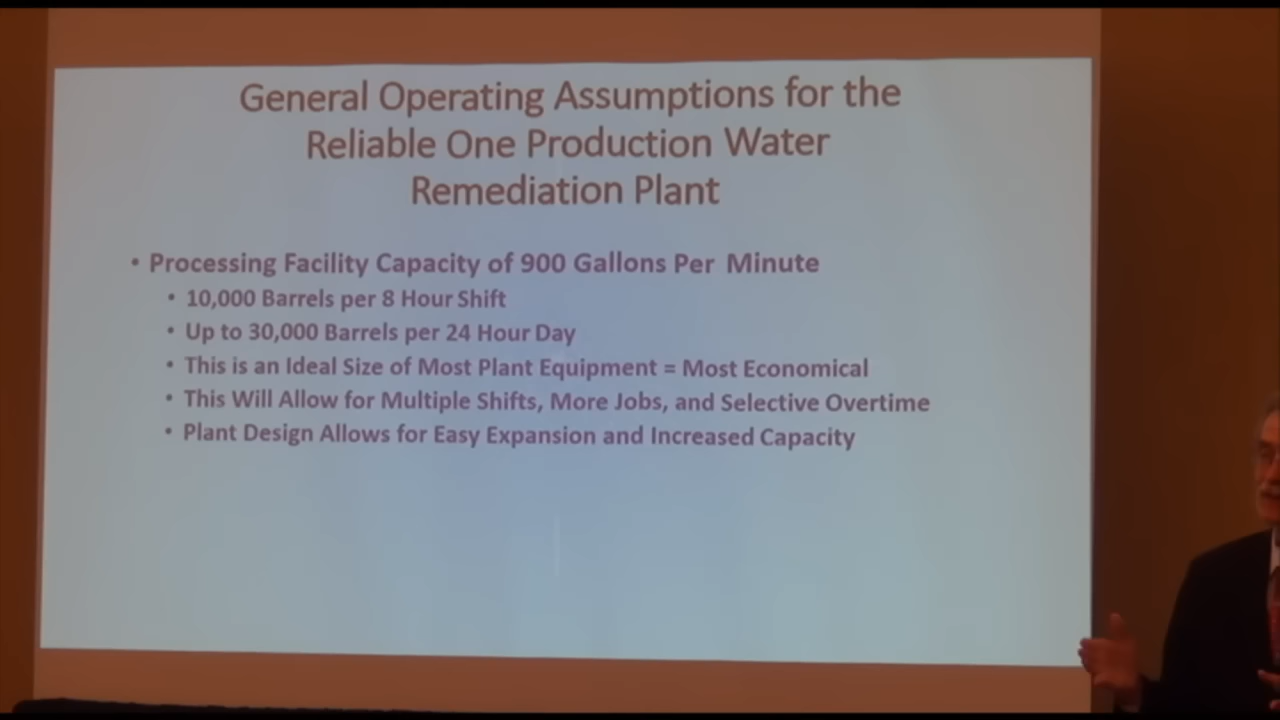 General Operating Assumptions for the
Reliable One Production Water
Remediation Plant
• Processing Facility Capacity of 900 Gallons Per Minute
• 10,000 Barrels per 8 Hour Shift
• Up to 30,000 Barrels per 24 Hour Day
• This is an Ideal Size of Most Plant Equipment = Most Economical
• This Will Allow for Multiple Shifts, More Jobs, and Selective Overtime
• Plant Design Allows for Easy Expansion and Increased Capacity